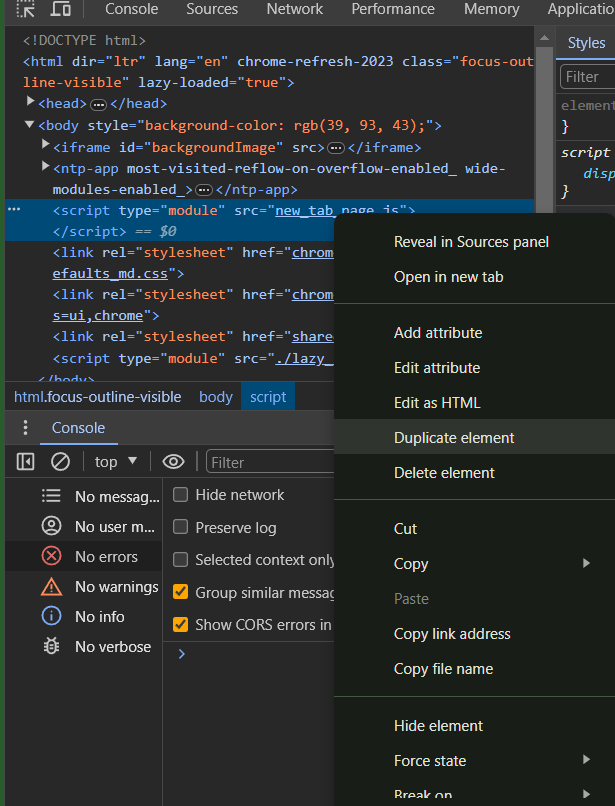 Console Sources Network Performance Memory Applicatio
<!DOCTYPE html>
<html dir="ltr" lang="en" chrome-refresh-2023 class="focus-out
line-visible" lazy-loaded="true">
<head>…</head>
<body style="background-color: rgb(39, 93, 43);">
<iframe id="backgroundImage" src>…</iframe>
<ntp-app most-visited-reflow-on-overflow-enabled_ wide-
modules-enabled_>…</ntp-app>
<script type="module" src="new_tab_page.js">
</script> == $0
<link rel="stylesheet" href="chrom
efaults_md.css">
<link rel="stylesheet" href="chrom
s=ui,chrome">
<link rel="stylesheet" href="share
<script type="module" src="./lazy_
</body>
html.focus-outline-visible body script
Styles
Filter
element
}
script
disp
}
Reveal in Sources panel
Open in new tab
Add attribute
Edit attribute
Edit as HTML
Duplicate element
Delete element
Cut
Copy
Paste
Copy link address
Copy file name
Hide element
Force state
Break on
Console
top
Filter
No messag...
No user m...
No errors
No warnings
No info
No verbose
Hide network
Preserve log
Selected context only
Group similar messag
Show CORS errors in